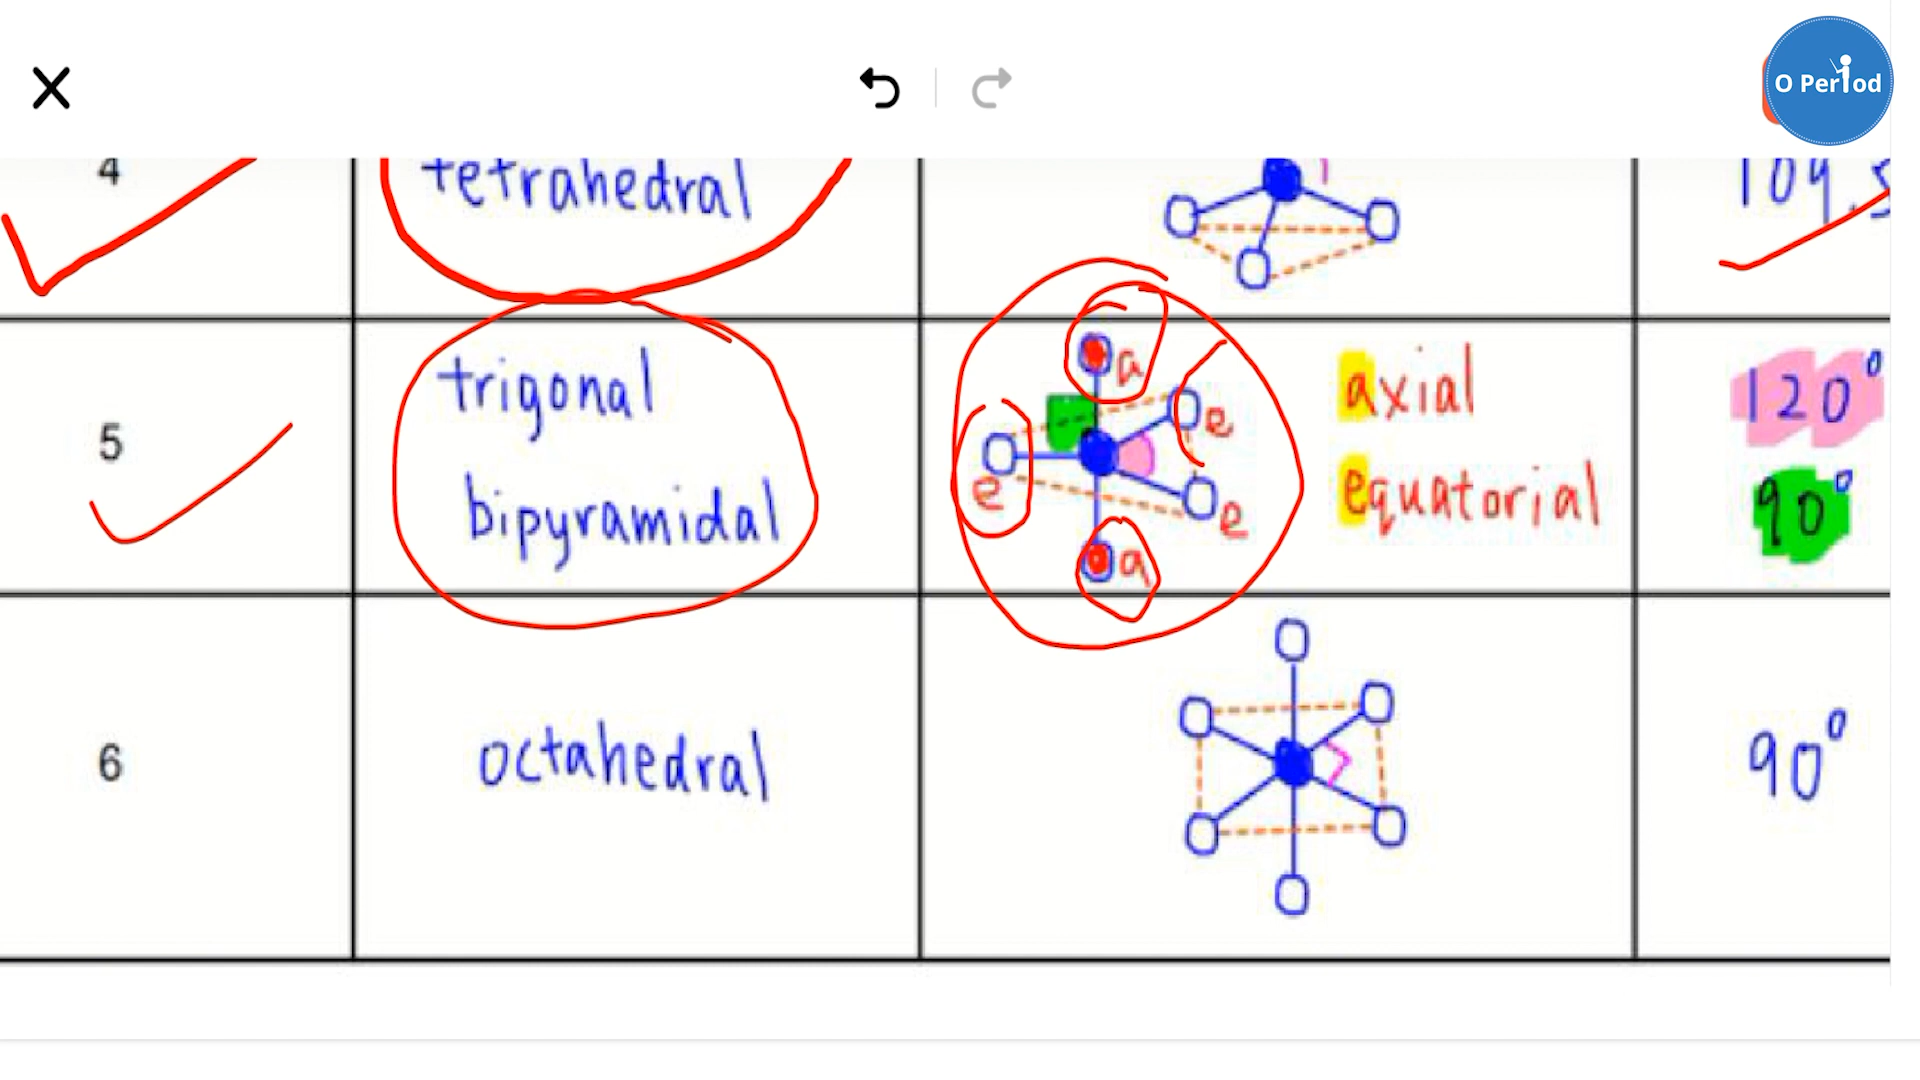 O Period
4
tetrahedral
109.5
5
trigonal
bipyramidal
a
e
e
e
a
axial
equatorial
120°
90°
6
octahedral
90°